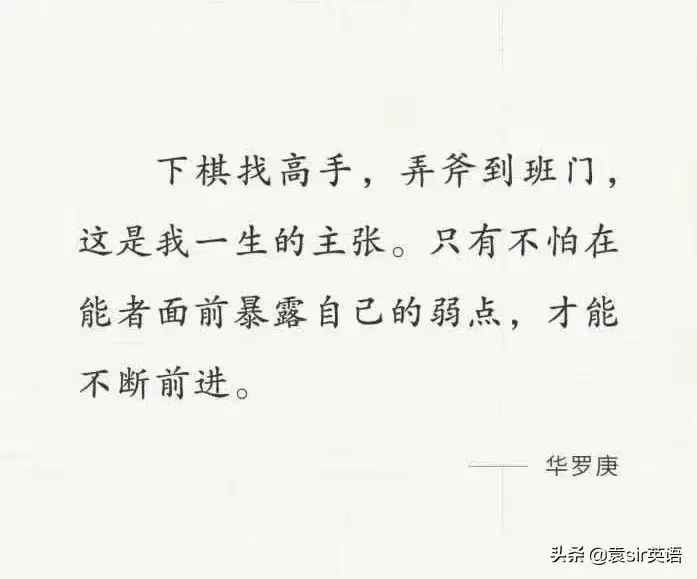 下棋找高手，弄斧到班门，
这是我一生的主张。只有不怕在
能者面前暴露自己的弱点，才能
不断前进。
—— 华罗庚
头条 @袁sir英语